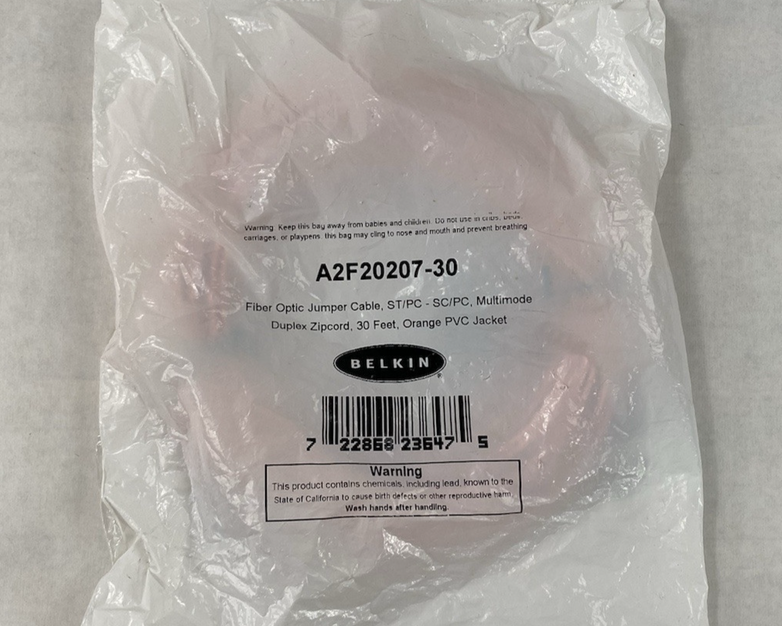 Warning. Keep this bag away from babies and children. Do not use in cribs, beds,
carriages, or playpens. this bag may cling to nose and mouth and prevent breathing
A2F20207-30
Fiber Optic Jumper Cable, ST/PC - SC/PC, Multimode
Duplex Zipcord, 30 Feet, Orange PVC Jacket
BELKIN
7 22868 23647 5
Warning
This product contains chemicals, including lead, known to the
State of California to cause birth defects or other reproductive harm.
Wash hands after handling.